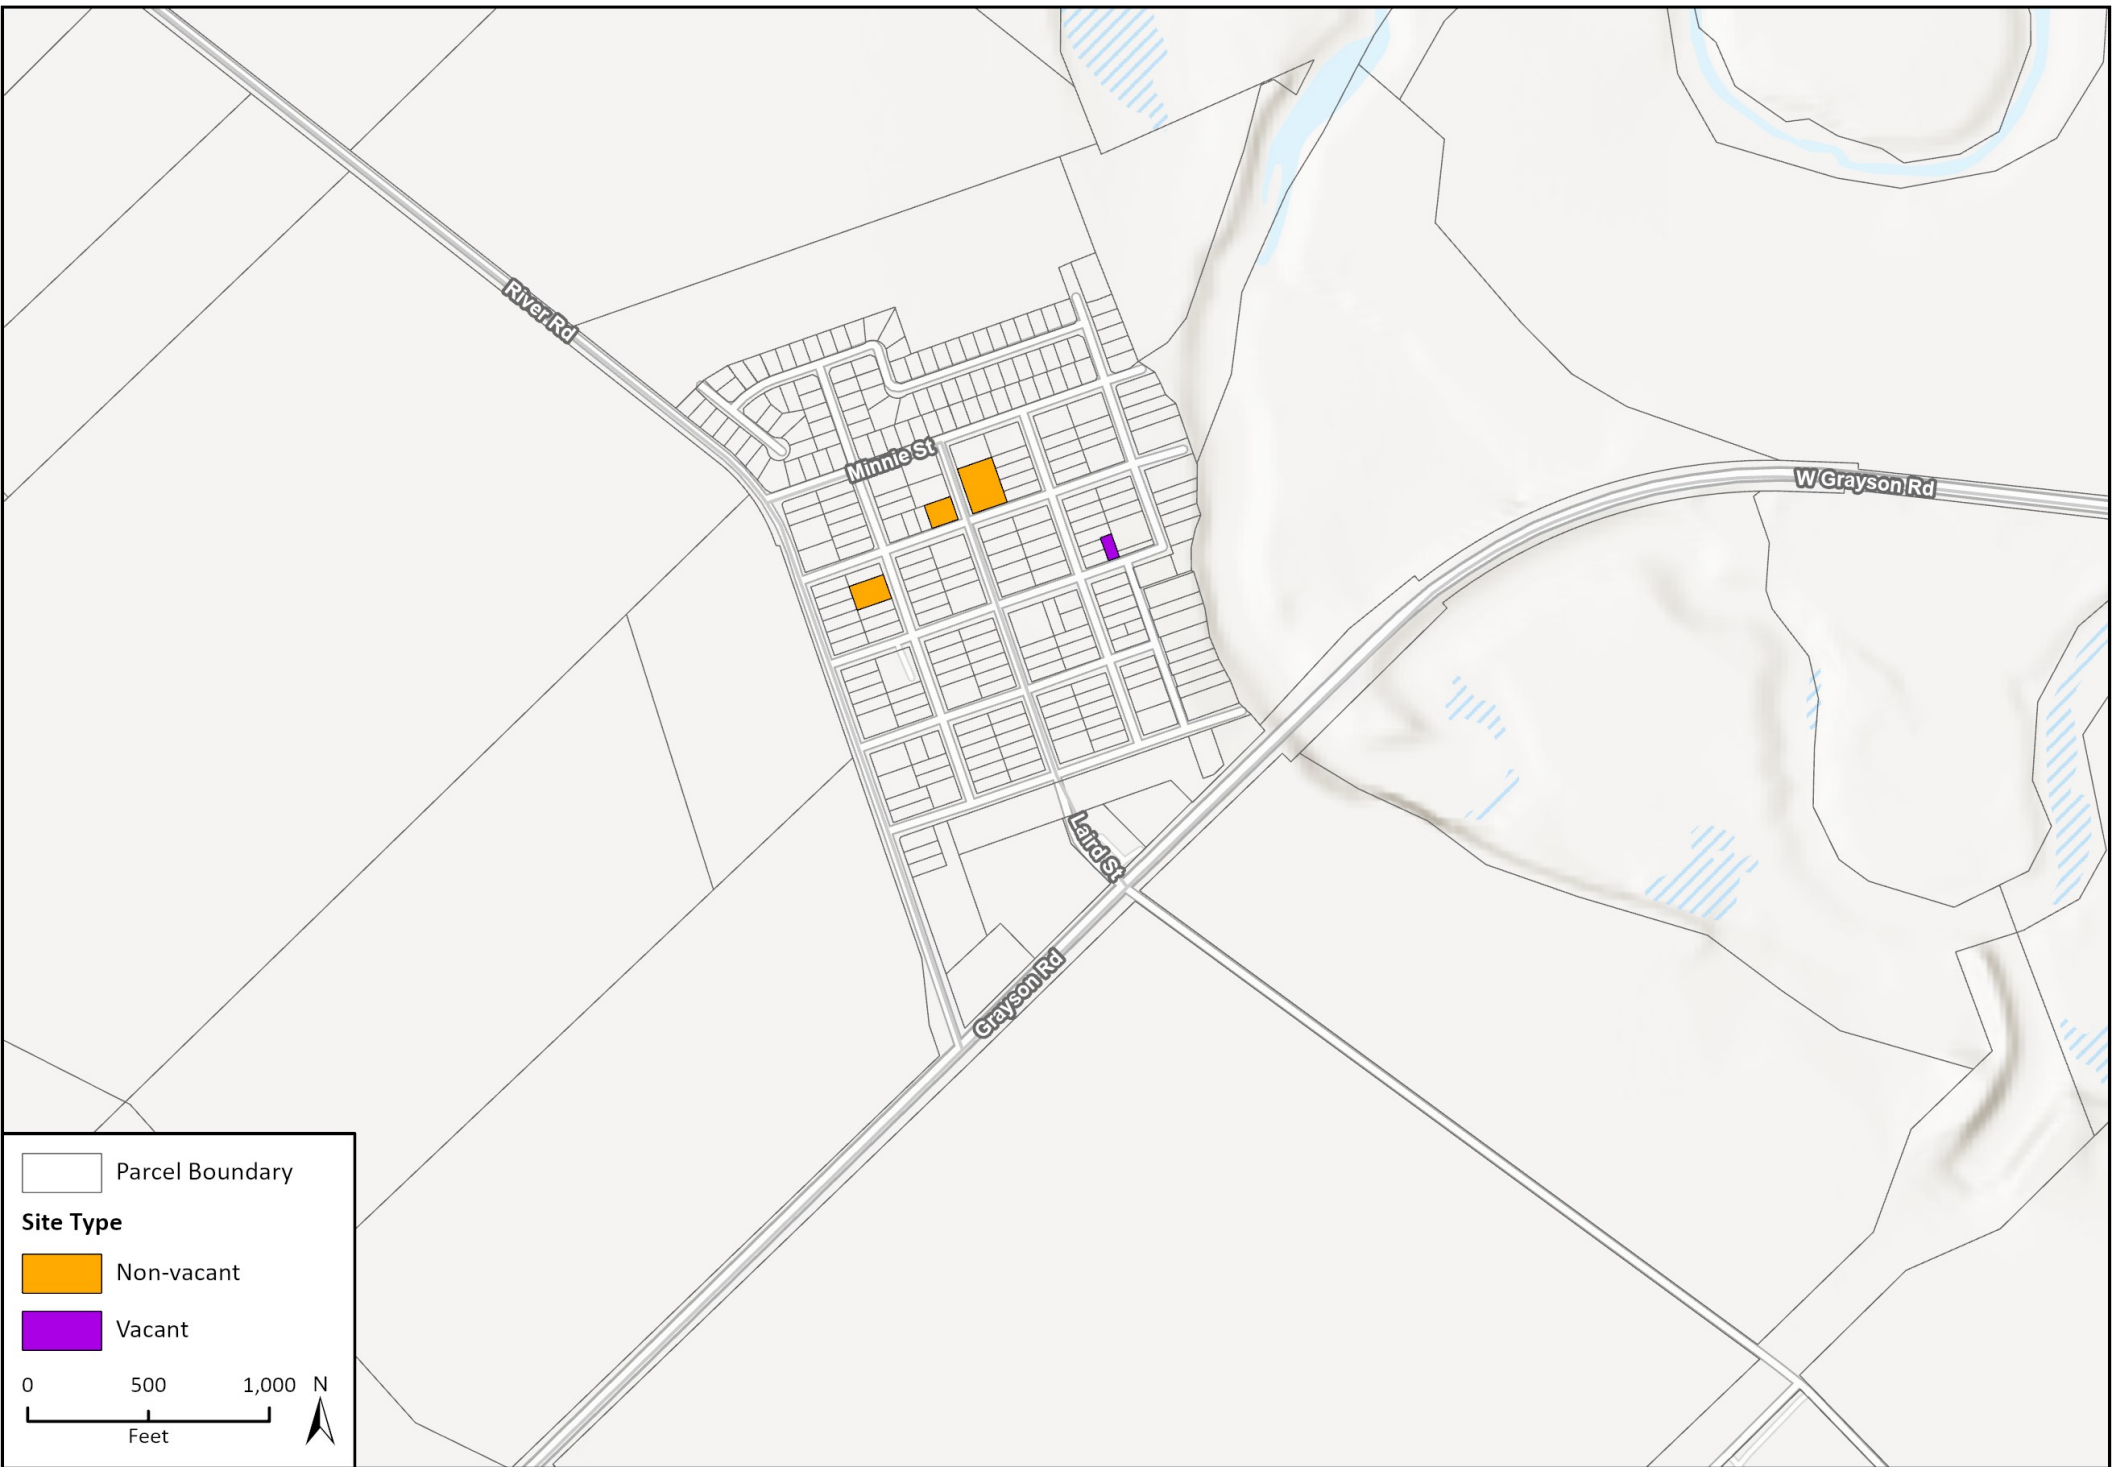 River Rd
Minnie St
W Grayson Rd
Laird St
Grayson Rd
Parcel Boundary
Site Type
Non-vacant
Vacant
0 500 1,000 N
Feet